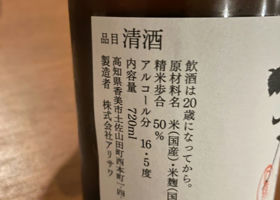 品目 清酒
飲酒は20歳になってから。
原材料名 米(国産)・米麹(国
精米歩合 50%
アルコール分 16.5度
内容量 720ml
製造者 株式会社アリサワ
高知県香美市土佐山田町西本町一丁四